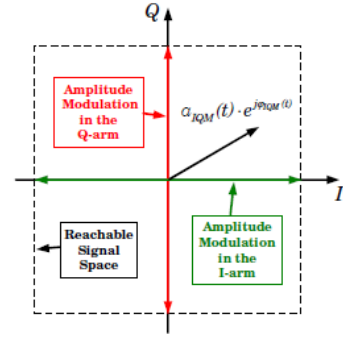 Q
Amplitude
Modulation
in the
Q-arm
a_IQM(t) · e^jφ_IQM(t)
I
Reachable
Signal
Space
Amplitude
Modulation
in the
I-arm